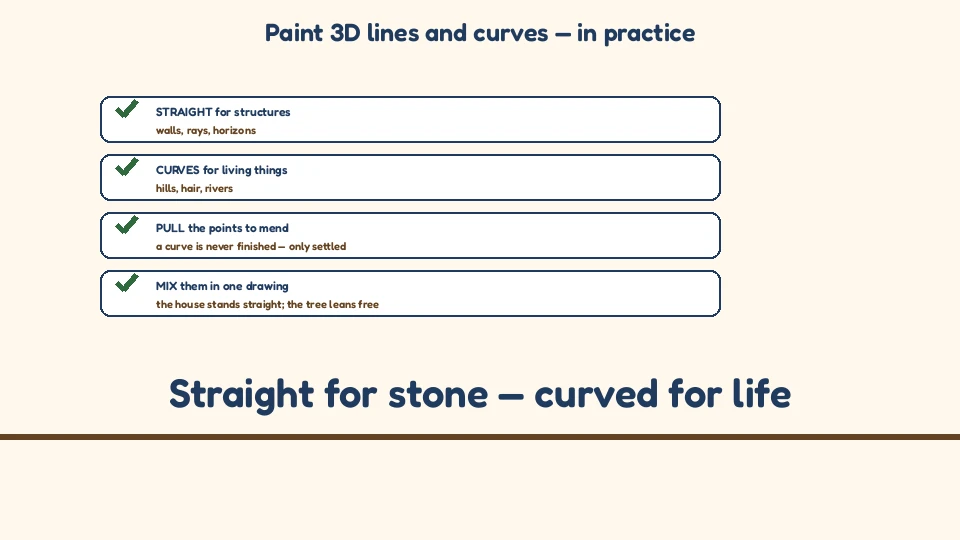 Paint 3D lines and curves — in practice
STRAIGHT for structures
walls, rays, horizons
CURVES for living things
hills, hair, rivers
PULL the points to mend
a curve is never finished — only settled
MIX them in one drawing
the house stands straight; the tree leans free
Straight for stone — curved for life